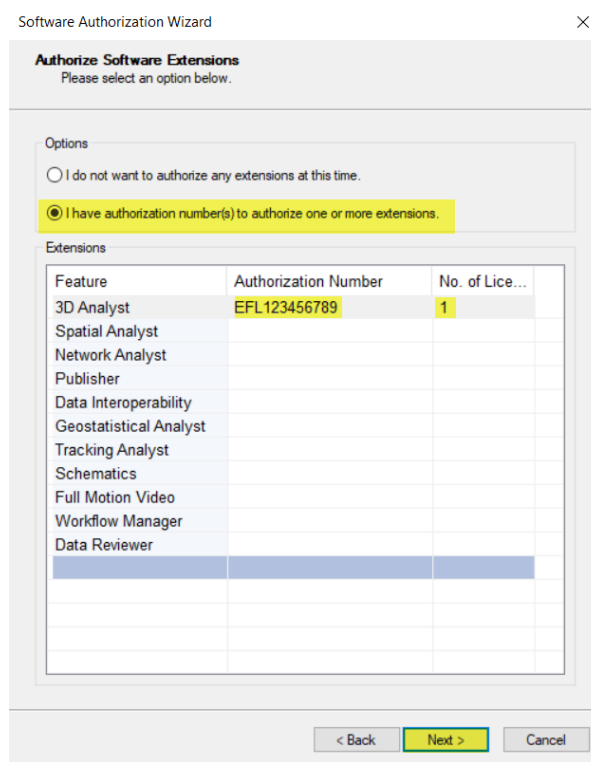 Software Authorization Wizard
Authorize Software Extensions
Please select an option below.
Options
I do not want to authorize any extensions at this time.
I have authorization number(s) to authorize one or more extensions.
Extensions
Feature Authorization Number No. of Lice...
3D Analyst EFL123456789 1
Spatial Analyst
Network Analyst
Publisher
Data Interoperability
Geostatistical Analyst
Tracking Analyst
Schematics
Full Motion Video
Workflow Manager
Data Reviewer
< Back Next > Cancel